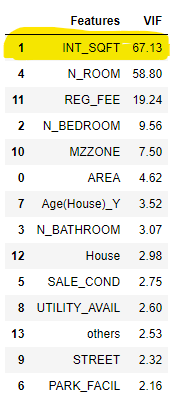 Features VIF
1 INT_SQFT 67.13
4 N_ROOM 58.80
11 REG_FEE 19.24
2 N_BEDROOM 9.56
10 MZZONE 7.50
0 AREA 4.62
7 Age(House)_Y 3.52
3 N_BATHROOM 3.07
12 House 2.98
5 SALE_COND 2.75
8 UTILITY_AVAIL 2.60
13 others 2.53
9 STREET 2.32
6 PARK_FACIL 2.16